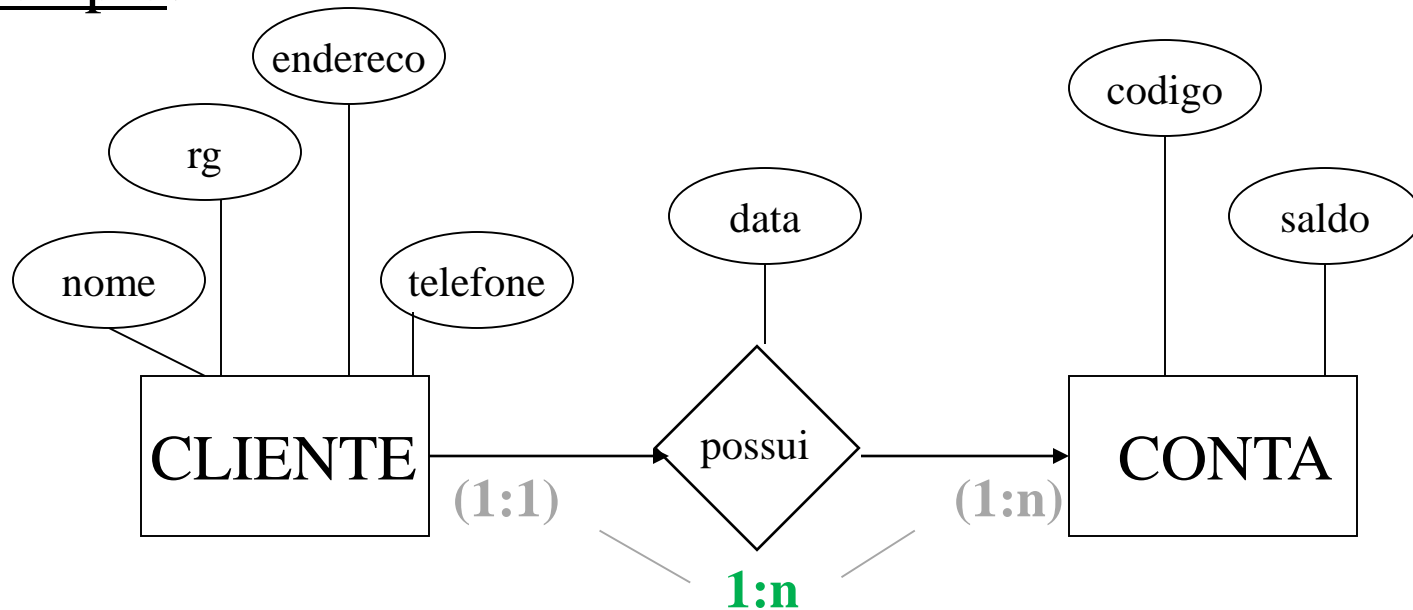 endereco
codigo
rg
data
saldo
nome
telefone
CLIENTE
possui
CONTA
(1:1)
(1:n)
1:n